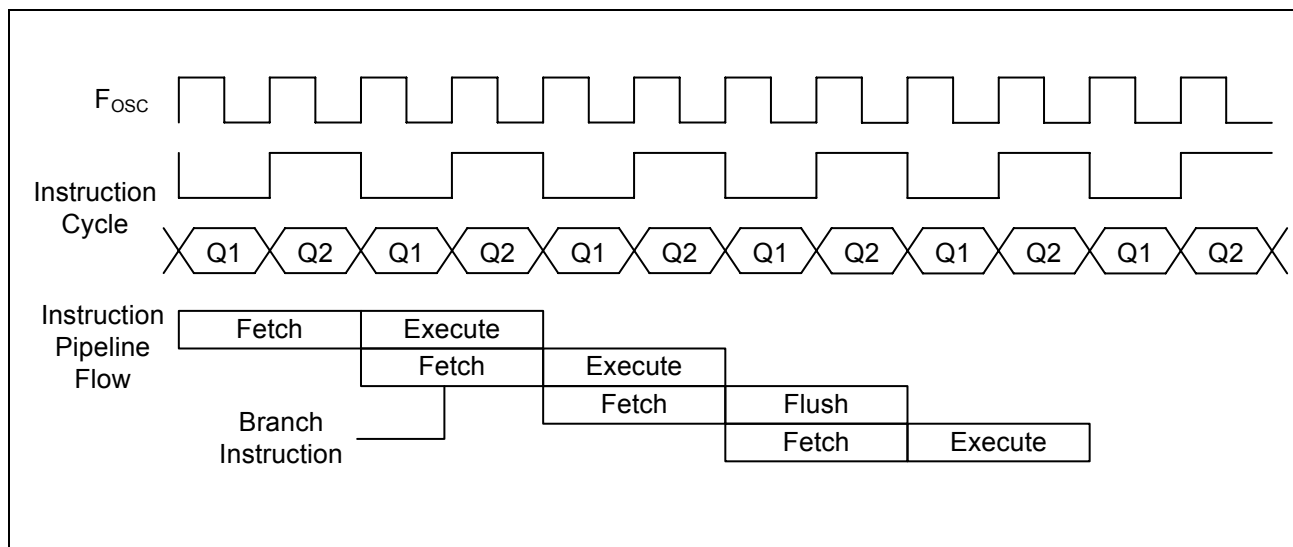 FOSC
Instruction
Cycle
Q1 Q2 Q1 Q2 Q1 Q2 Q1 Q2 Q1 Q2 Q1 Q2
Instruction
Pipeline
Flow
Fetch Execute
Fetch Execute
Fetch Flush
Fetch Execute
Branch
Instruction